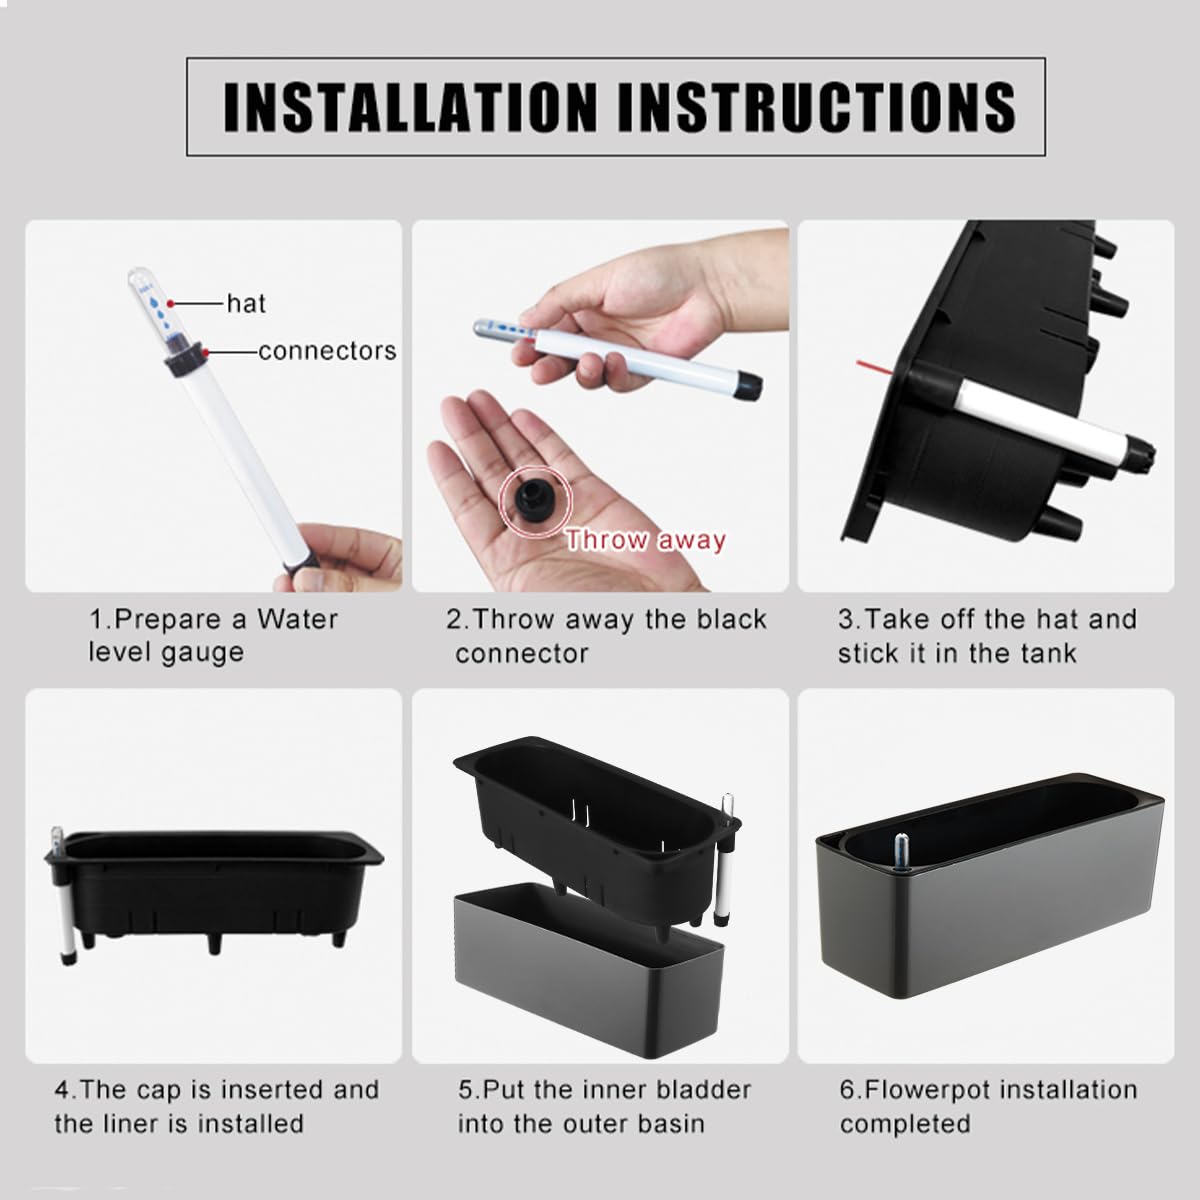 INSTALLATION INSTRUCTIONS
hat
connectors
Throw away
1.Prepare a Water
level gauge
2.Throw away the black
connector
3.Take off the hat and
stick it in the tank
4.The cap is inserted and
the liner is installed
5.Put the inner bladder
into the outer basin
6.Flowerpot installation
completed